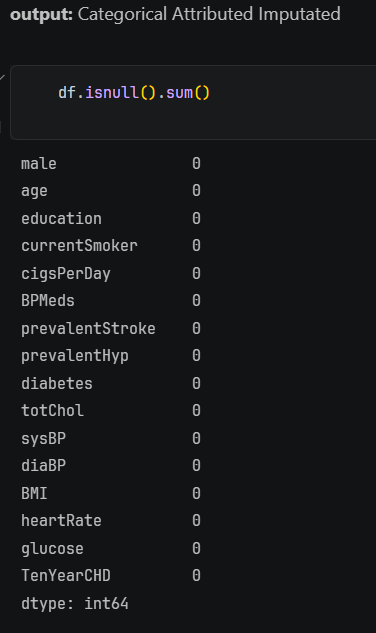 output: Categorical Attributed Imputated
df.isnull().sum()
male 0
age 0
education 0
currentSmoker 0
cigsPerDay 0
BPMeds 0
prevalentStroke 0
prevalentHyp 0
diabetes 0
totChol 0
sysBP 0
diaBP 0
BMI 0
heartRate 0
glucose 0
TenYearCHD 0
dtype: int64